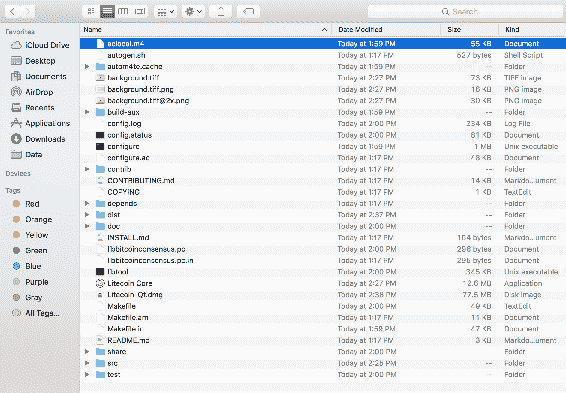 Search
Favorites
iCloud Drive
Desktop
Documents
AirDrop
Recents
Applications
Downloads
Data
Devices
Tags
Red
Orange
Yellow
Green
Blue
Purple
Gray
All Tags...
Name Date Modified Size Kind
aclocal.m4 Today at 1:59 PM 55 KB Document
autogen.sh Today at 1:17 PM 527 bytes Shell Script
autom4te.cache Today at 1:59 PM -- Folder
background.tiff Today at 2:27 PM 73 KB TIFF image
background.tiff.png Today at 2:27 PM KB PNG image
background.tiff@2x.png Today at 2:27 PM 30 KB PNG image
build-aux Today at 1:59 PM -- Folder
config.log Today at 2:00 PM 234 KB Log File
config.status Today at 2:00 PM 61 KB Document
configure Today at 1:59 PM 1 MB Unix executable
configure.ac Today at 1:17 PM 48 KB Document
contrib Today at 1:17 PM -- Folder
CONTRIBUTING.md Today at 1:17 PM 14 KB Markdo...ument
COPYING Today at 1:17 PM 1 KB TextEdit
depends Today at 1:17 PM -- Folder
dist Today at 2:37 PM -- Folder
doc Today at 2:00 PM -- Folder
INSTALL.md Today at 1:17 PM 164 bytes Markdo...ument
libbitcoinconsensus.pc Today at 2:00 PM 296 bytes Document
libbitcoinconsensus.pc.in Today at 1:17 PM bytes Document
libtool Today at 2:00 PM 345 KB Unix executable
Litecoin Core Today at 2:27 PM 12.6 MB Application
Litecoin-Qt.dmg Today at 2:38 PM 77.5 MB Disk Image
Makefile Today at 2:00 PM 49 KB TextEdit
Makefile.am Today at 1:17 PM 11 KB Document
Makefile.in Today at 1:59 PM 47 KB Document
README.md Today at 1:17 PM 3 KB Markdo...ument
share Today at 2:00 PM -- Folder
src Today at 2:25 PM -- Folder
test Today at 2:00 PM -- Folder